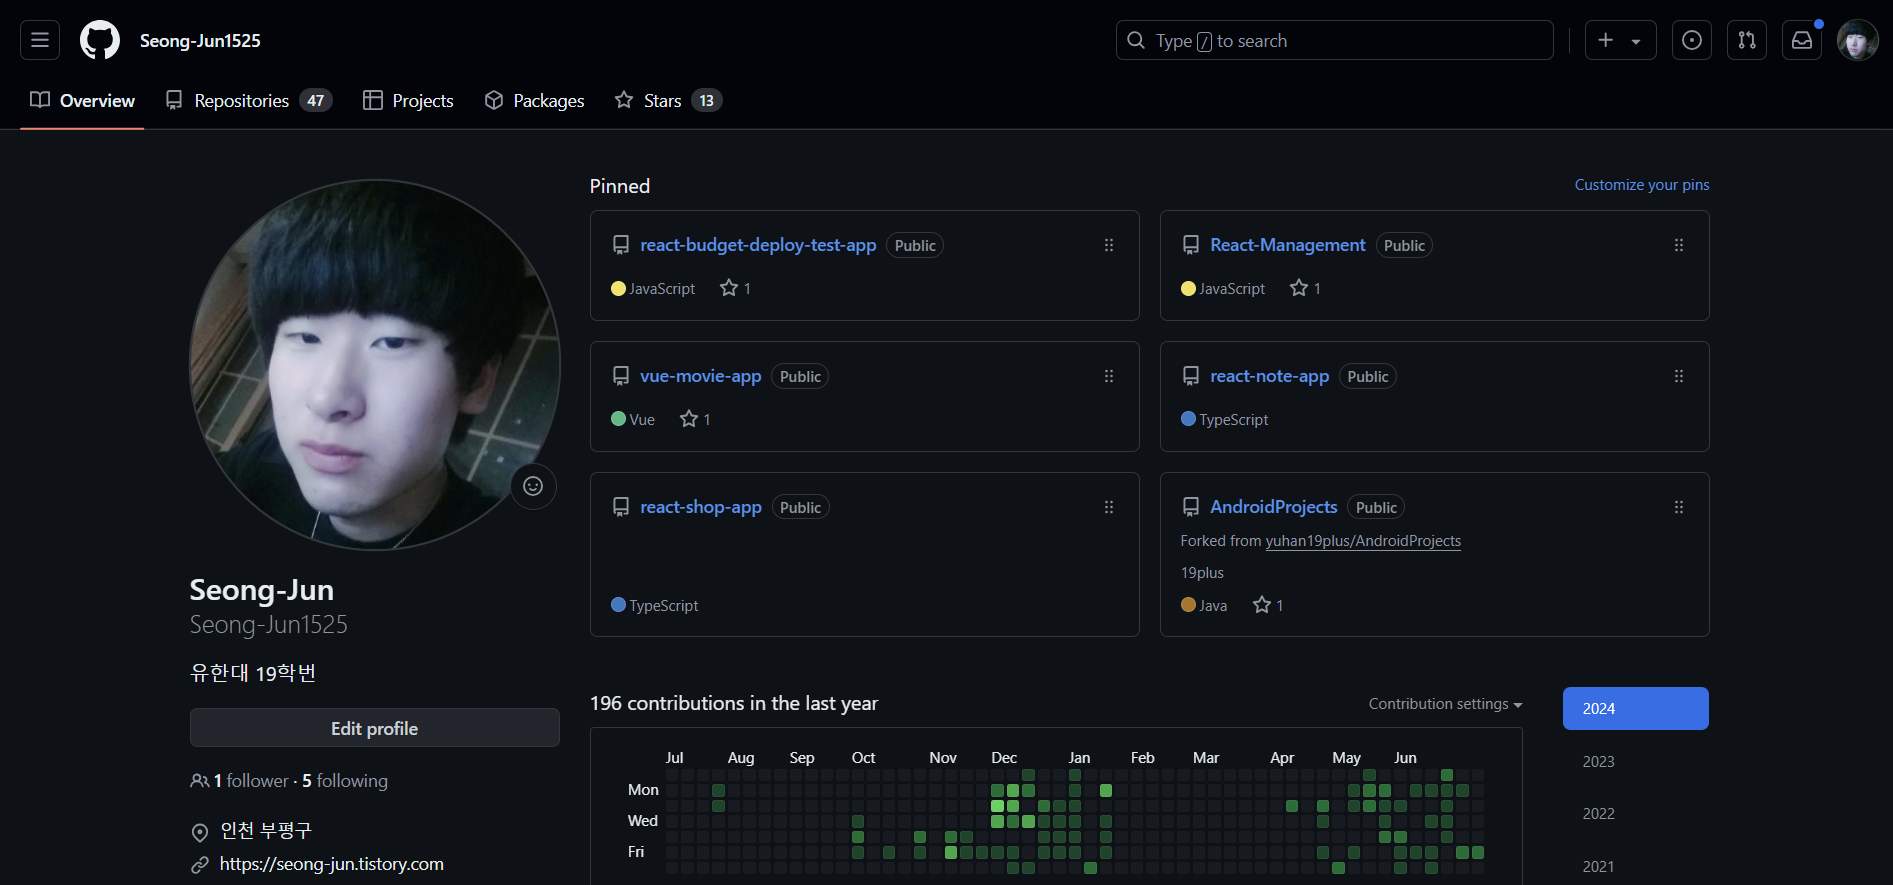 Seong-Jun1525
Type / to search
Overview
Repositories 47
Projects
Packages
Stars 13
Pinned
Customize your pins
react-budget-deploy-test-app Public
JavaScript 1
React-Management Public
JavaScript 1
vue-movie-app Public
Vue 1
react-note-app Public
TypeScript
react-shop-app Public
TypeScript
AndroidProjects Public
Forked from yuhan19plus/AndroidProjects
19plus
Java 1
Seong-Jun
Seong-Jun1525
유한대 19학번
Edit profile
1 follower · 5 following
인천 부평구
https://seong-jun.tistory.com
196 contributions in the last year
Contribution settings
2024
2023
2022
2021
Jul Aug Sep Oct Nov Dec Jan Feb Mar Apr May Jun
Mon
Wed
Fri